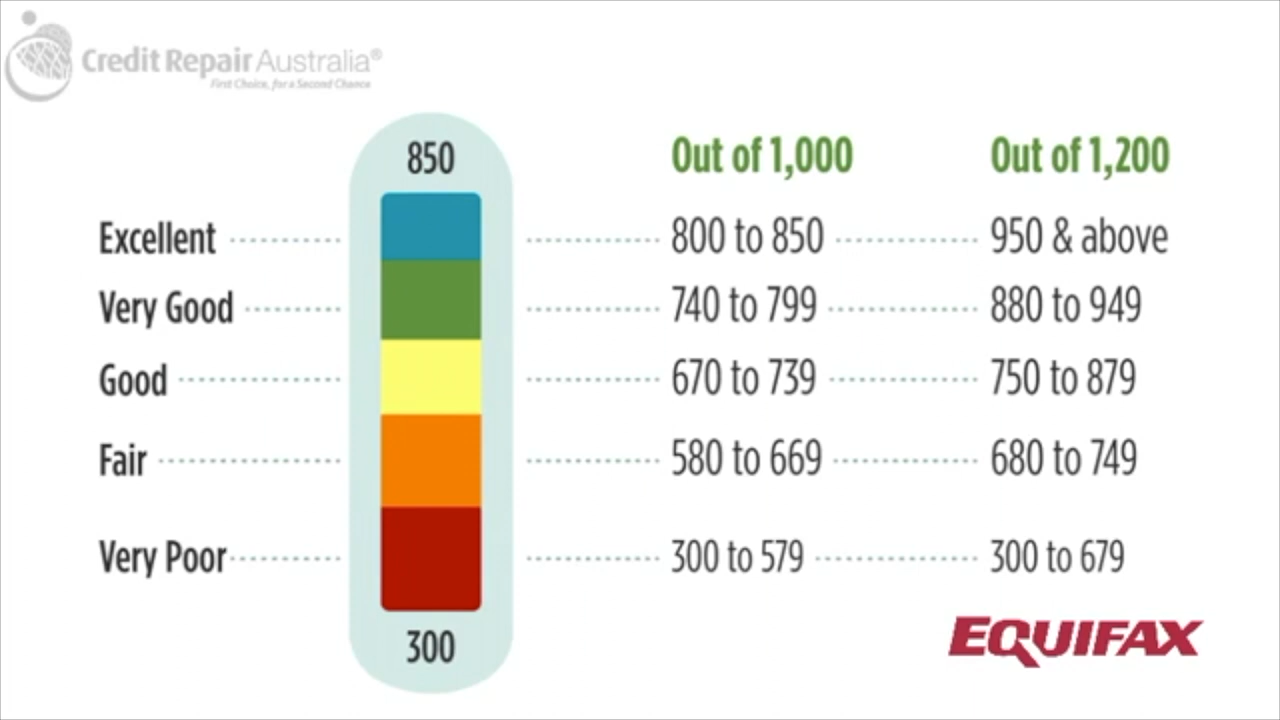 Credit Repair Australia®
First Choice, for a Second Chance
850
Out of 1,000
Out of 1,200
Excellent
800 to 850
950 & above
Very Good
740 to 799
880 to 949
Good
670 to 739
750 to 879
Fair
580 to 669
680 to 749
Very Poor
300 to 579
300 to 679
300
EQUIFAX